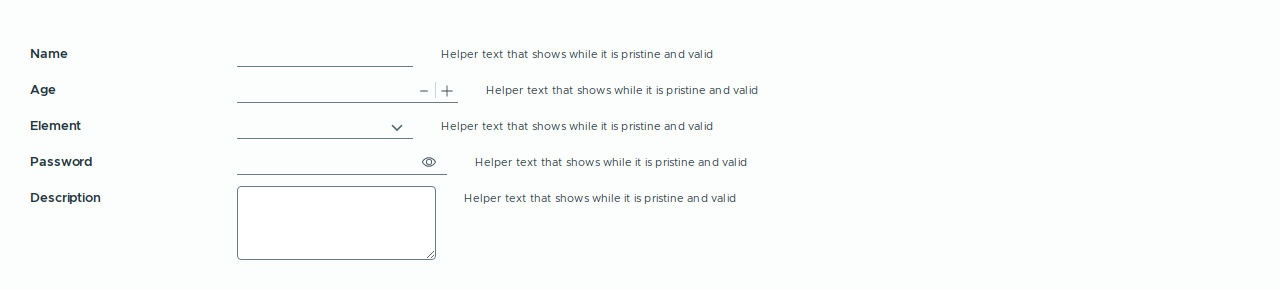 Name Helper text that shows while it is pristine and valid
Age Helper text that shows while it is pristine and valid
Element Helper text that shows while it is pristine and valid
Password Helper text that shows while it is pristine and valid
Description Helper text that shows while it is pristine and valid